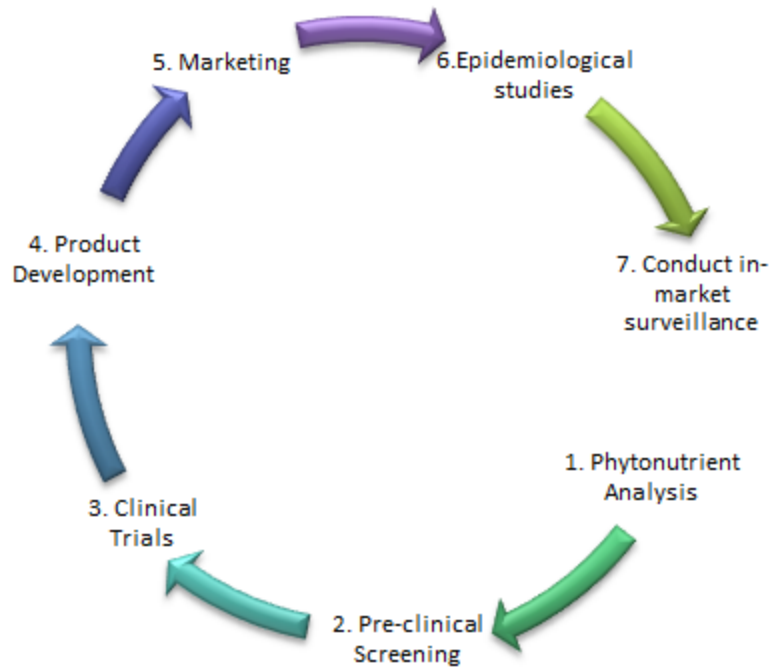 5. Marketing
6.Epidemiological
studies
4. Product
Development
7. Conduct in-
market
surveillance
1. Phytonutrient
Analysis
3. Clinical
Trials
2. Pre-clinical
Screening